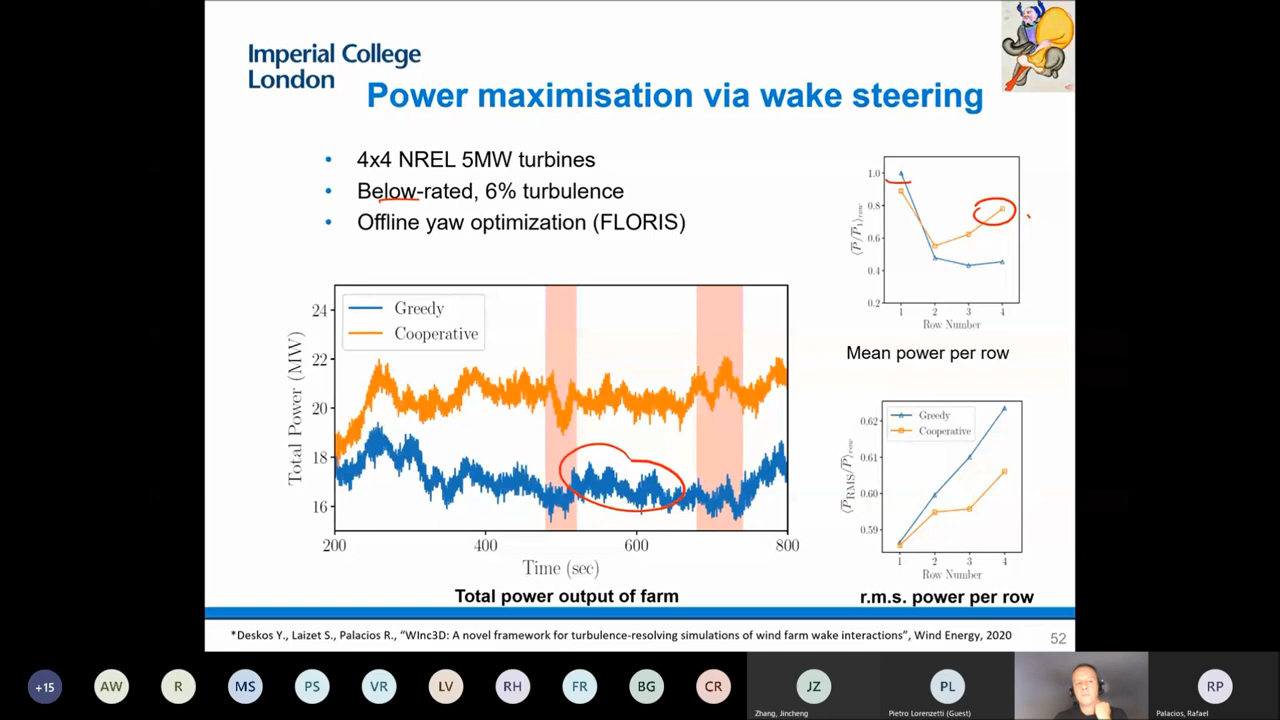 Imperial College
London
Power maximisation via wake steering
• 4x4 NREL 5MW turbines
• Below-rated, 6% turbulence
• Offline yaw optimization (FLORIS)
1.0
0.8
0.6
0.4
0.2
⟨P̄/P̄₁⟩row
1 2 3 4
Row Number
Mean power per row
24
22
20
18
16
Total Power (MW)
Greedy
Cooperative
200 400 600 800
Time (sec)
Total power output of farm
0.62
0.61
0.60
0.59
⟨P̄RMS/P̄⟩row
Greedy
Cooperative
1 2 3 4
Row Number
r.m.s. power per row
*Deskos Y., Laizet S., Palacios R., “WInc3D: A novel framework for turbulence-resolving simulations of wind farm wake interactions”, Wind Energy, 2020
52
+15 AW R MS PS VR LV RH FR BG CR JZ PL RP
Zhang, Jincheng Pietro Lorenzetti (Guest) Palacios, Rafael